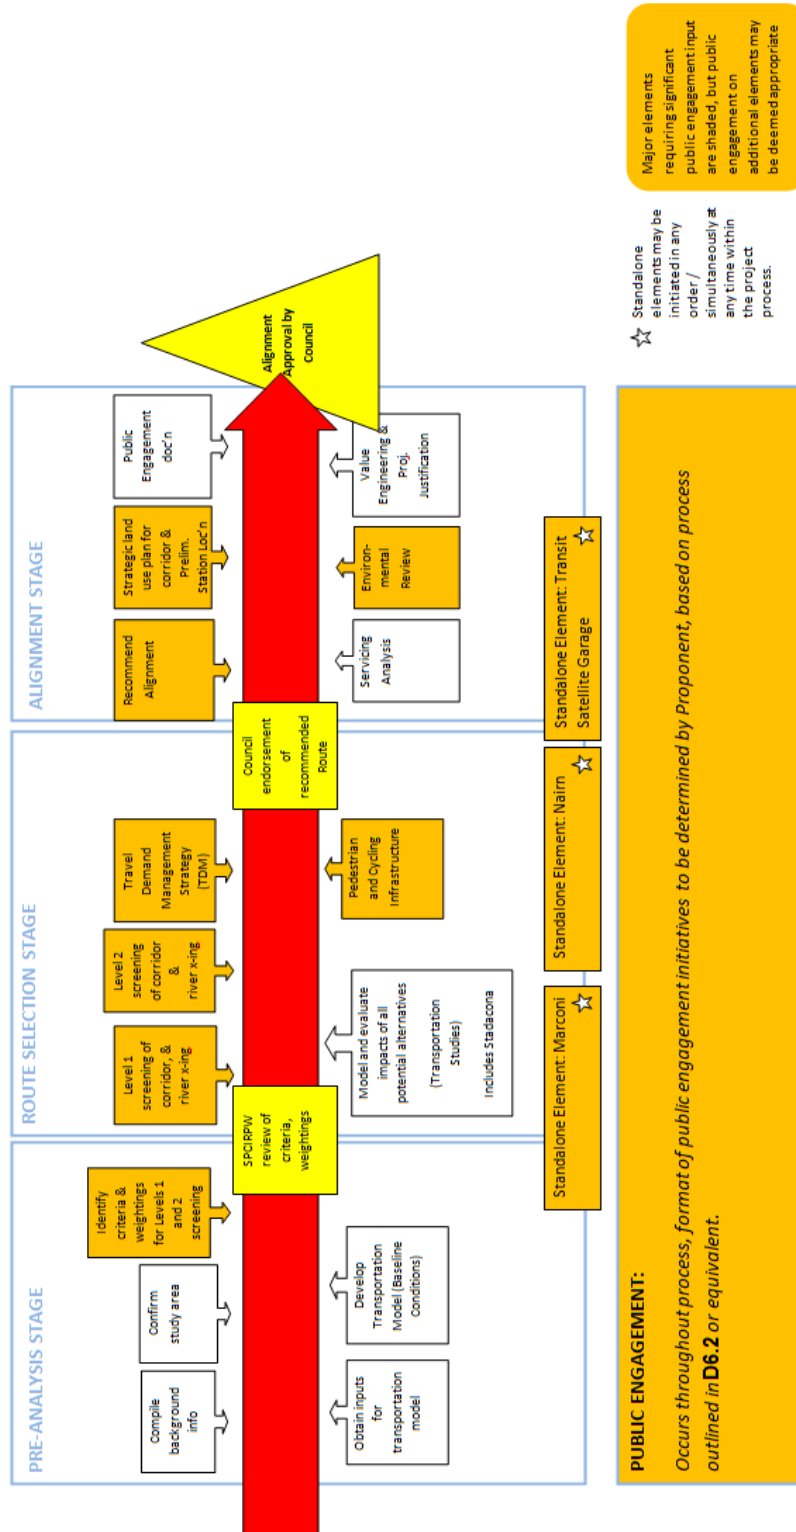 PRE-ANALYSIS STAGE
Compile
background
info
Confirm
study area
Identify
criteria &
weightings
for Levels 1
and 2
screening
Obtain inputs
for
transportation
model
Develop
Transportation
Model (Baseline
Conditions)
SPCIRPW
review of
criteria,
weightings
ROUTE SELECTION STAGE
Level 1
screening of
corridor, &
river x-ing
Level 2
screening
of corridor
&
river x-ing
Travel
Demand
Management
Strategy
(TDM)
Model and evaluate
impacts of all
potential alternatives
(Transportation
Studies)
Includes Stadacona
Pedestrian
and Cycling
Infrastructure
Council
endorsement
of
recommended
Route
ALIGNMENT STAGE
Recommend
Alignment
Strategic land
use plan for
corridor &
Prelim.
Station Loc'n
Public
Engagement
doc'n
Servicing
Analysis
Environ-
mental
Review
Value
Engineering &
Proj.
Justification
Alignment
Approval by
Council
Standalone Element: Marconi
Standalone Element: Nairn
Standalone Element: Transit
Satellite Garage
Standalone
elements may be
initiated in any
order /
simultaneously at
any time within
the project
process.
Major elements
requiring significant
public engagement input
are shaded, but public
engagement on
additional elements may
be deemed appropriate
PUBLIC ENGAGEMENT:
Occurs throughout process, format of public engagement initiatives to be determined by Proponent, based on process
outlined in D6.2 or equivalent.